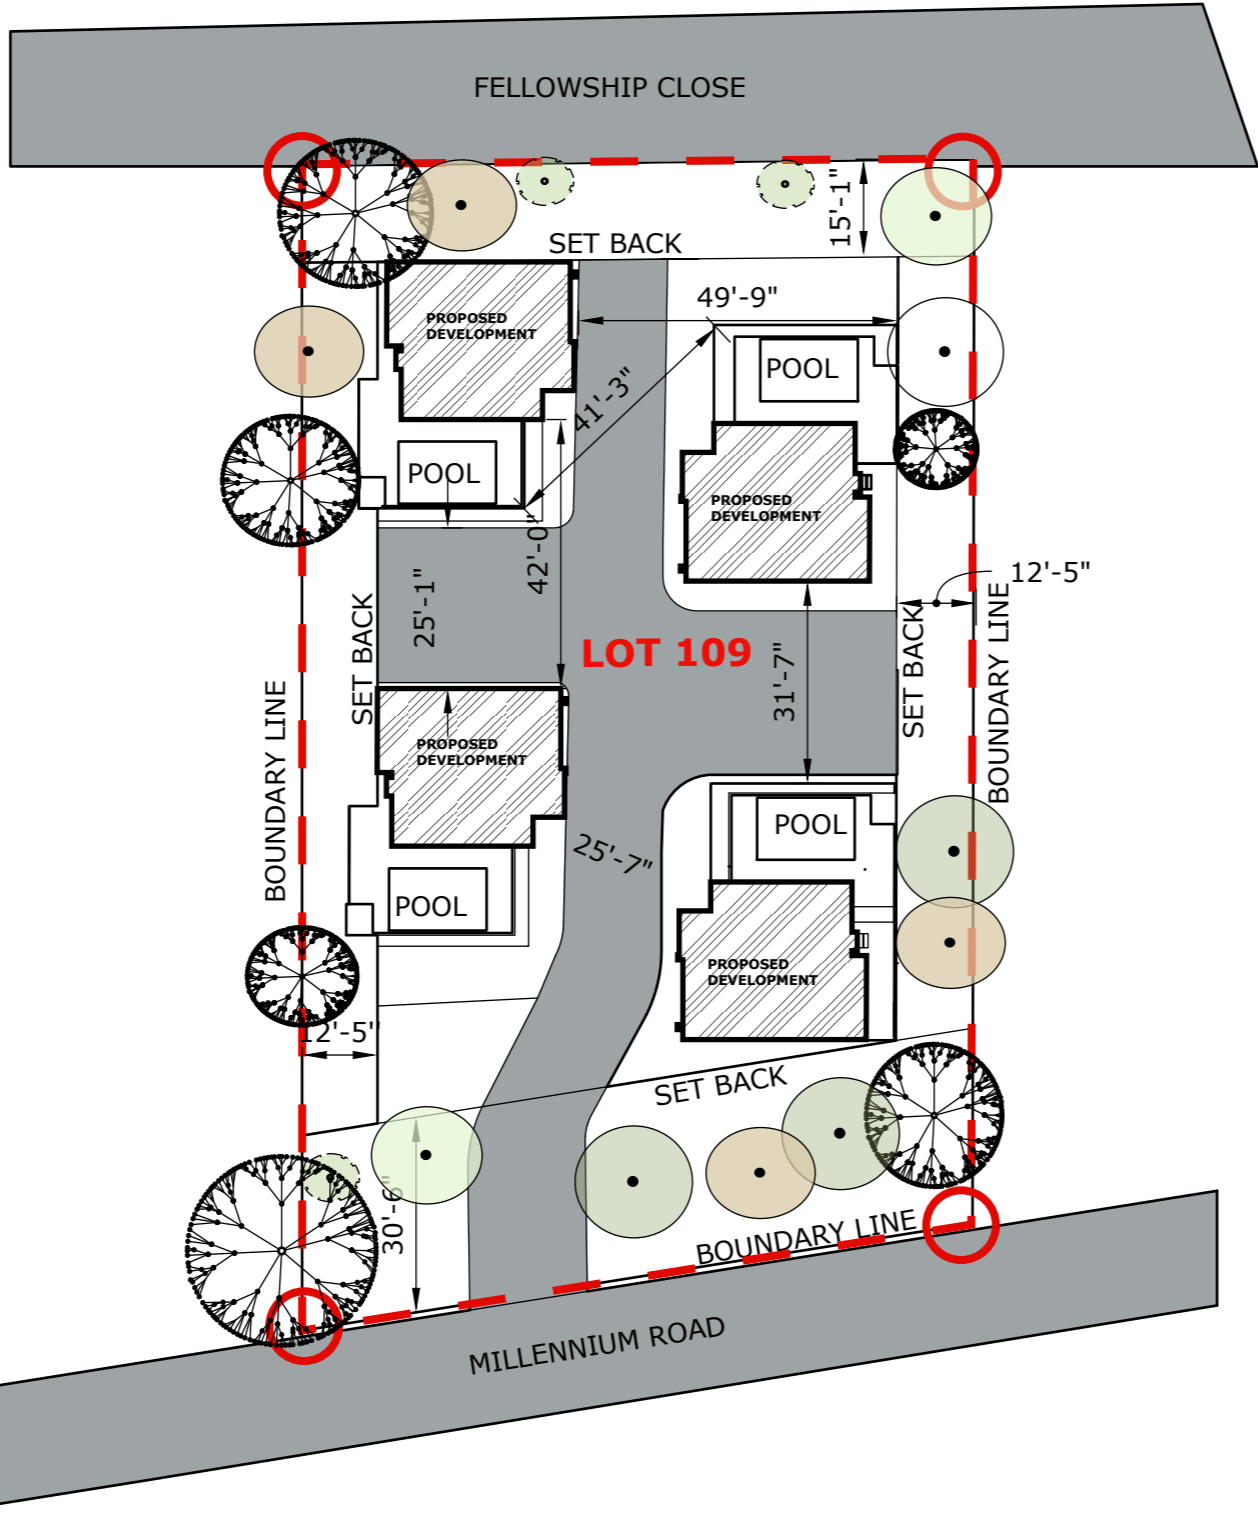 FELLOWSHIP CLOSE
15'-1"
SET BACK
49'-9"
PROPOSED
DEVELOPMENT
POOL
41'-3"
POOL
PROPOSED
DEVELOPMENT
42'-0"
25'-1"
12'-5"
SET BACK
LOT 109
31'-7"
SET BACK
BOUNDARY LINE
BOUNDARY LINE
PROPOSED
DEVELOPMENT
POOL
25'-7"
POOL
PROPOSED
DEVELOPMENT
12'-5"
SET BACK
30'-6"
BOUNDARY LINE
MILLENNIUM ROAD